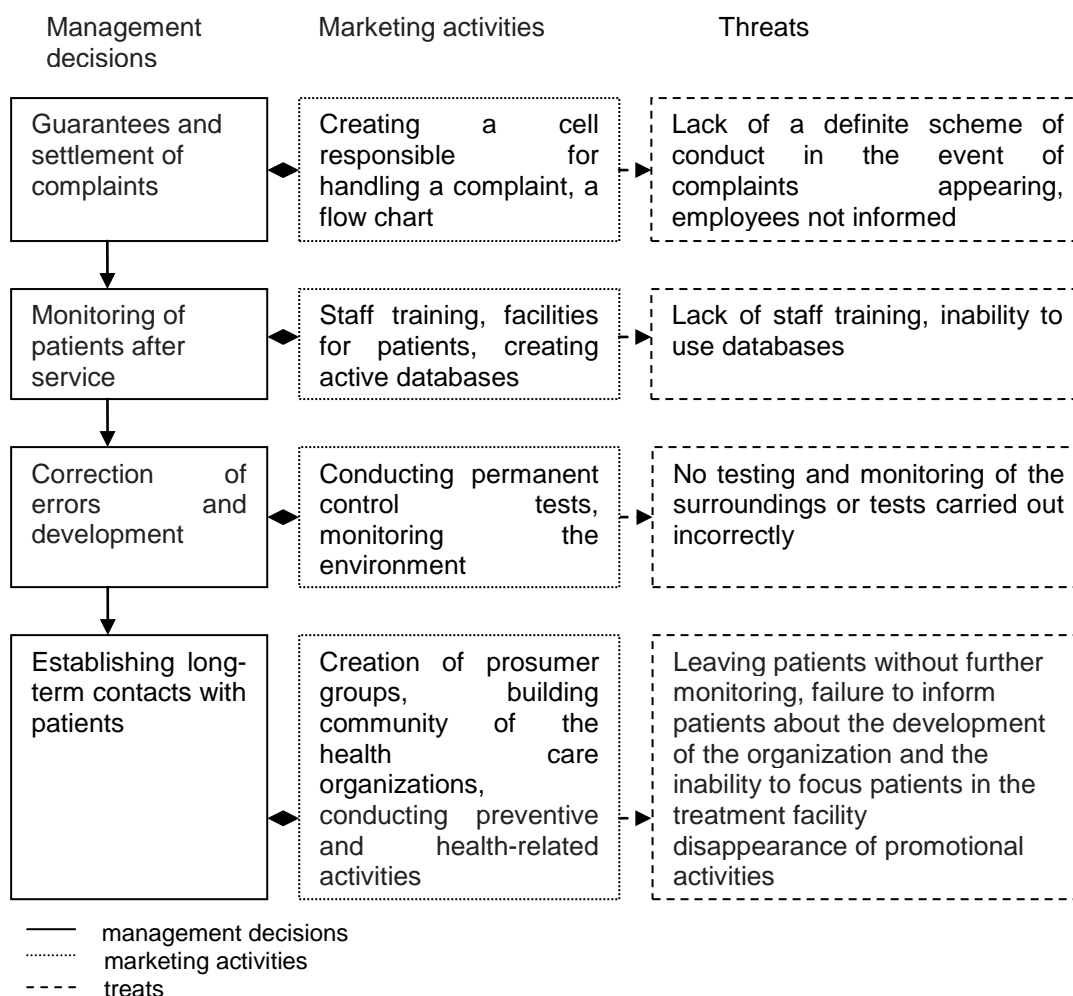 Management
decisions
Marketing activities
Threats
Guarantees and
settlement of
complaints
Creating a cell
responsible for
handling a complaint, a
flow chart
Lack of a definite scheme of
conduct in the event of
complaints appearing,
employees not informed
Monitoring of
patients after
service
Staff training, facilities
for patients, creating
active databases
Lack of staff training, inability to
use databases
Correction of
errors and
development
Conducting permanent
control tests,
monitoring the
environment
No testing and monitoring of the
surroundings or tests carried out
incorrectly
Establishing long-
term contacts with
patients
Creation of prosumer
groups, building
community of the
health care
organizations,
conducting preventive
and health-related
activities
Leaving patients without further
monitoring, failure to inform
patients about the development
of the organization and the
inability to focus patients in the
treatment facility
disappearance of promotional
activities
management decisions
marketing activities
treats